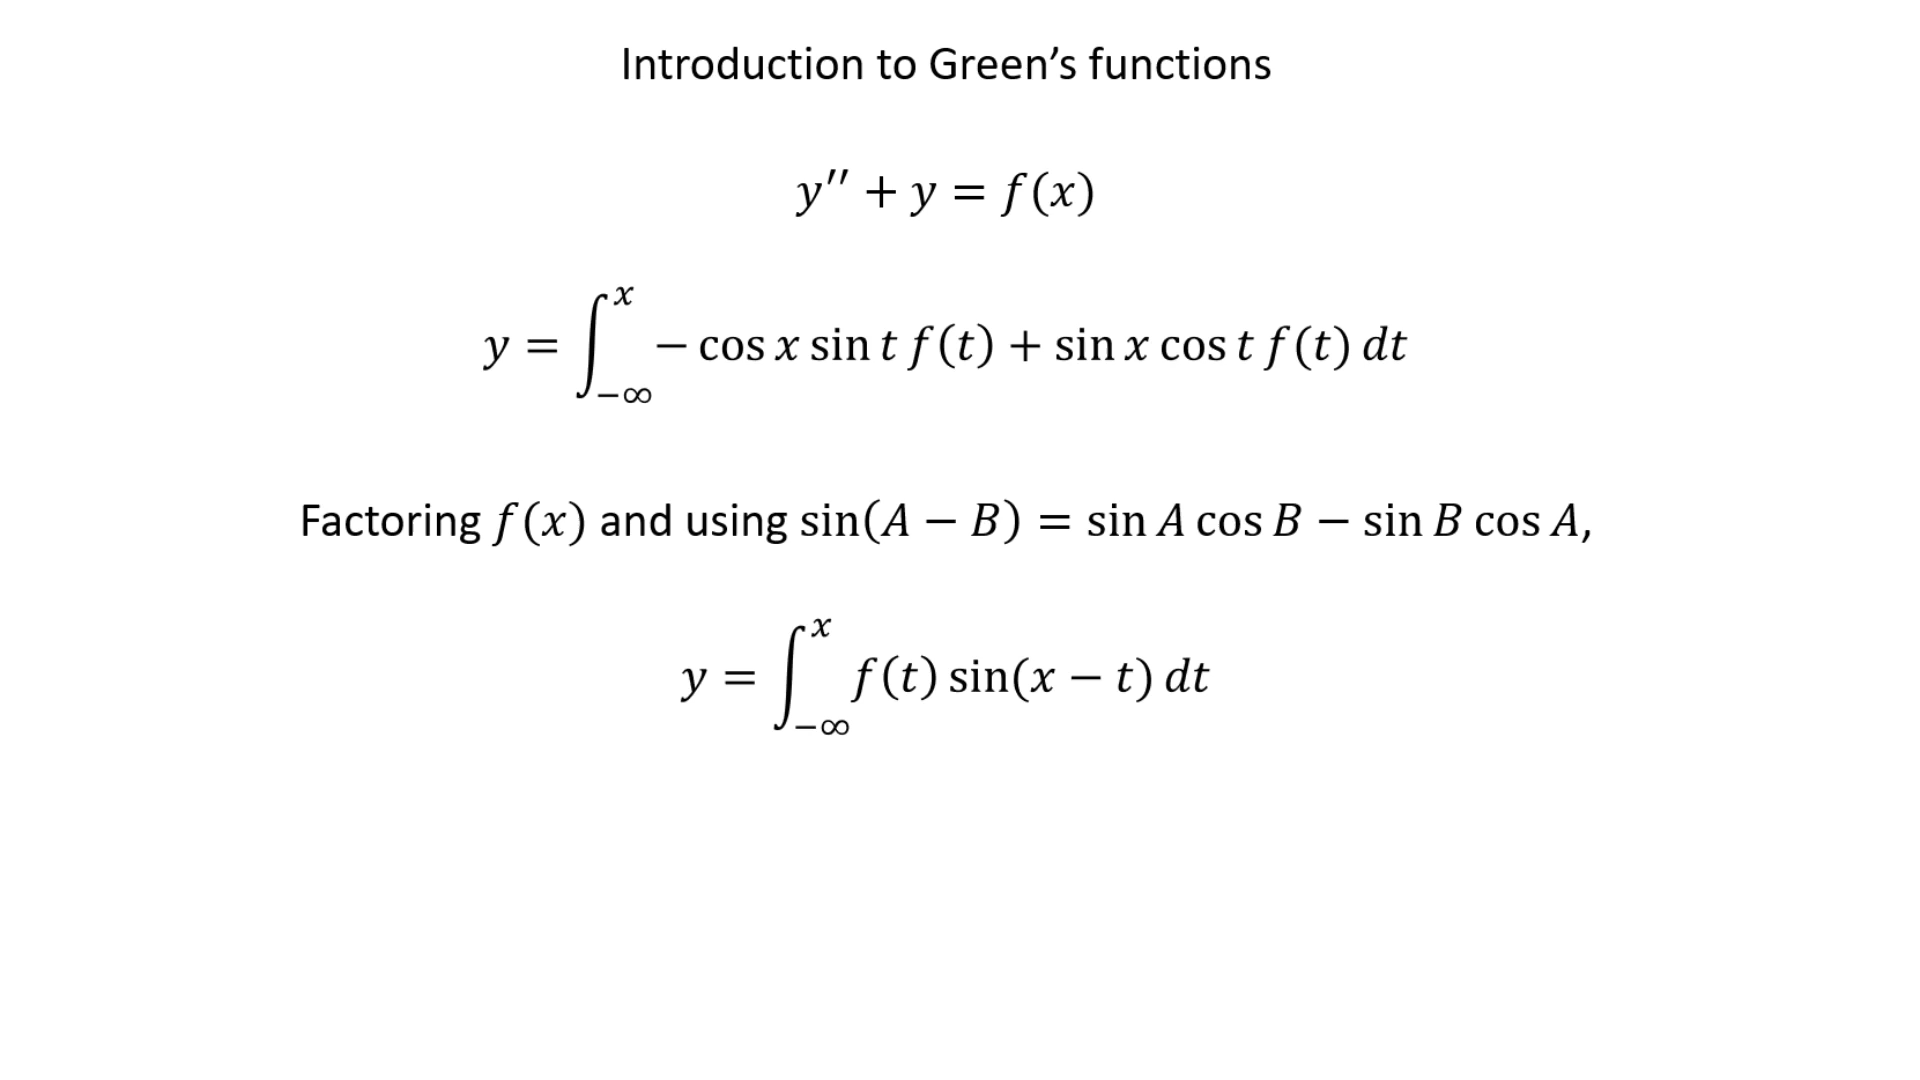 Introduction to Green’s functions
y′′ + y = f(x)
y = ∫_{−∞}^{x} − cos x sin t f(t) + sin x cos t f(t) dt
Factoring f(x) and using sin(A − B) = sin A cos B − sin B cos A,
y = ∫_{−∞}^{x} f(t) sin(x − t) dt